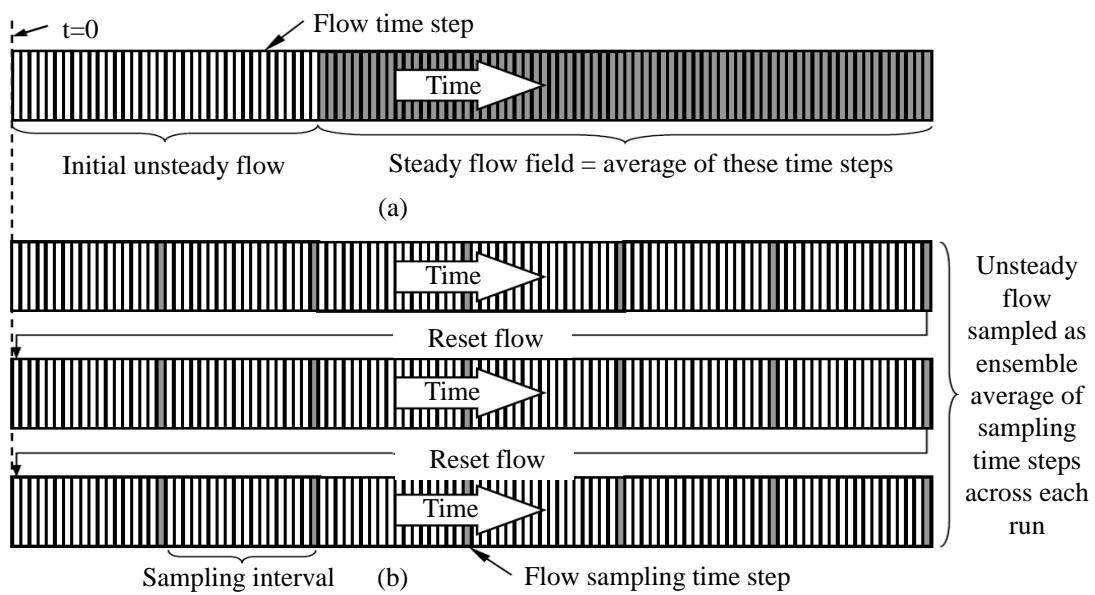 t=0
Flow time step
Time
Initial unsteady flow
Steady flow field = average of these time steps
(a)
Time
Reset flow
Time
Reset flow
Time
Unsteady
flow
sampled as
ensemble
average of
sampling
time steps
across each
run
Sampling interval
(b)
Flow sampling time step